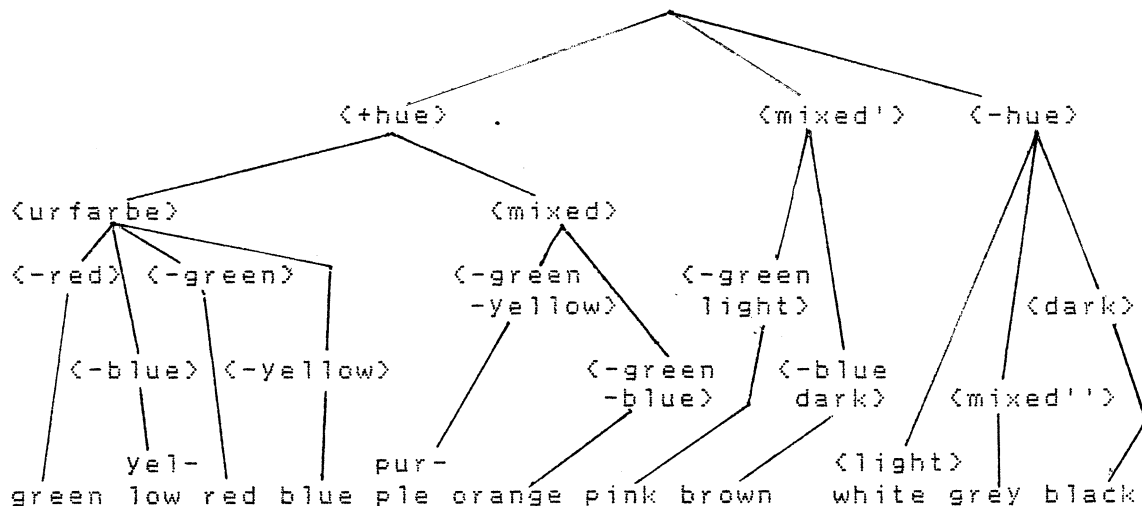 <+hue> <mixed'> <-hue>
<urfarbe> <mixed>
<-red> <-green> <-green <-green
-yellow> light> <dark>
<-blue> <-yellow> <-green <-blue
-blue> dark> <mixed''>
yel- pur- <light>
green low red blue ple orange pink brown white grey black